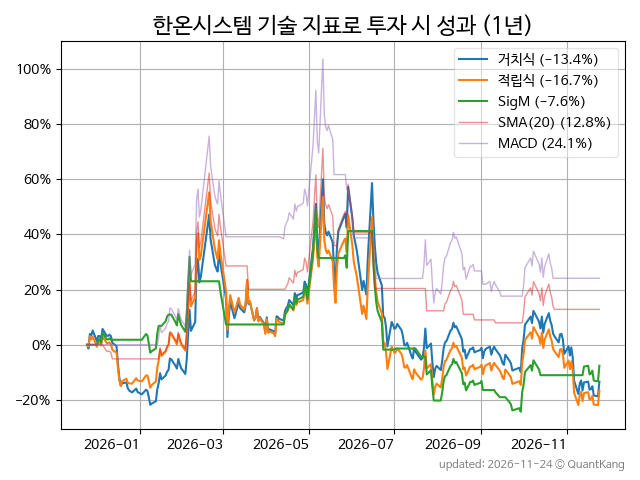 한온시스템 기술 지표로 투자 시 성과 (1년)
거치식 (-13.4%)
적립식 (-16.7%)
SigM (-7.6%)
SMA(20) (12.8%)
MACD (24.1%)
100%
80%
60%
40%
20%
0%
-20%
2026-01 2026-03 2026-05 2026-07 2026-09 2026-11
updated: 2026-11-24 © QuantKang